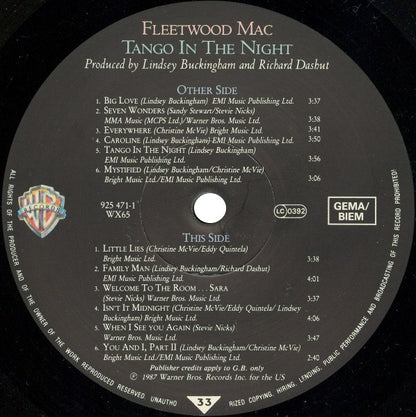 FLEETWOOD MAC
TANGO IN THE NIGHT
Produced by Lindsey Buckingham and Richard Dashut
OTHER SIDE
1. BIG LOVE (Lindsey Buckingham) EMI Music Publishing Ltd. 3:37
2. SEVEN WONDERS (Sandy Stewart/Stevie Nicks)
MMA Music (MCPS Ltd.)/Warner Bros. Music Ltd. 3:38
3. EVERYWHERE (Christine McVie) Bright Music Ltd. 3:41
4. CAROLINE (Lindsey Buckingham) EMI Music Publishing Ltd. 3:50
5. TANGO IN THE NIGHT (Lindsey Buckingham)
EMI Music Publishing Ltd. 3:56
6. MYSTIFIED (Lindsey Buckingham/Christine McVie)
Bright Music Ltd./EMI Music Publishing Ltd. 3:06
925 471-1
WX65
LC 0392
GEMA/
BIEM
THIS SIDE
1. LITTLE LIES (Christine McVie/Eddy Quintela)
Bright Music Ltd. 3:38
2. FAMILY MAN (Lindsey Buckingham/Richard Dashut)
EMI Music Publishing Ltd. 4:01
3. WELCOME TO THE ROOM . . . SARA
(Stevie Nicks) Warner Bros. Music Ltd. 3:37
4. ISN'T IT MIDNIGHT (Christine McVie/Eddy Quintela/ Lindsey
Buckingham) Bright Music Ltd. 4:06
5. WHEN I SEE YOU AGAIN (Stevie Nicks)
Warner Bros. Music Ltd. 3:47
6. YOU AND I, PART II (Lindsey Buckingham/Christine McVie)
Bright Music Ltd./EMI Music Publishing Ltd. 2:40
Publisher credits apply to G.B. only
℗ 1987 Warner Bros. Records Inc. for the US
33
ALL RIGHTS OF THE PRODUCER AND OF THE OWNER OF THE WORK REPRODUCED RESERVED UNAUTHO RIZED COPYING, HIRING, LENDING, PUBLIC PERFORMANCE AND BROADCASTING OF THIS RECORD PROHIBITED!
WB
RECORDS